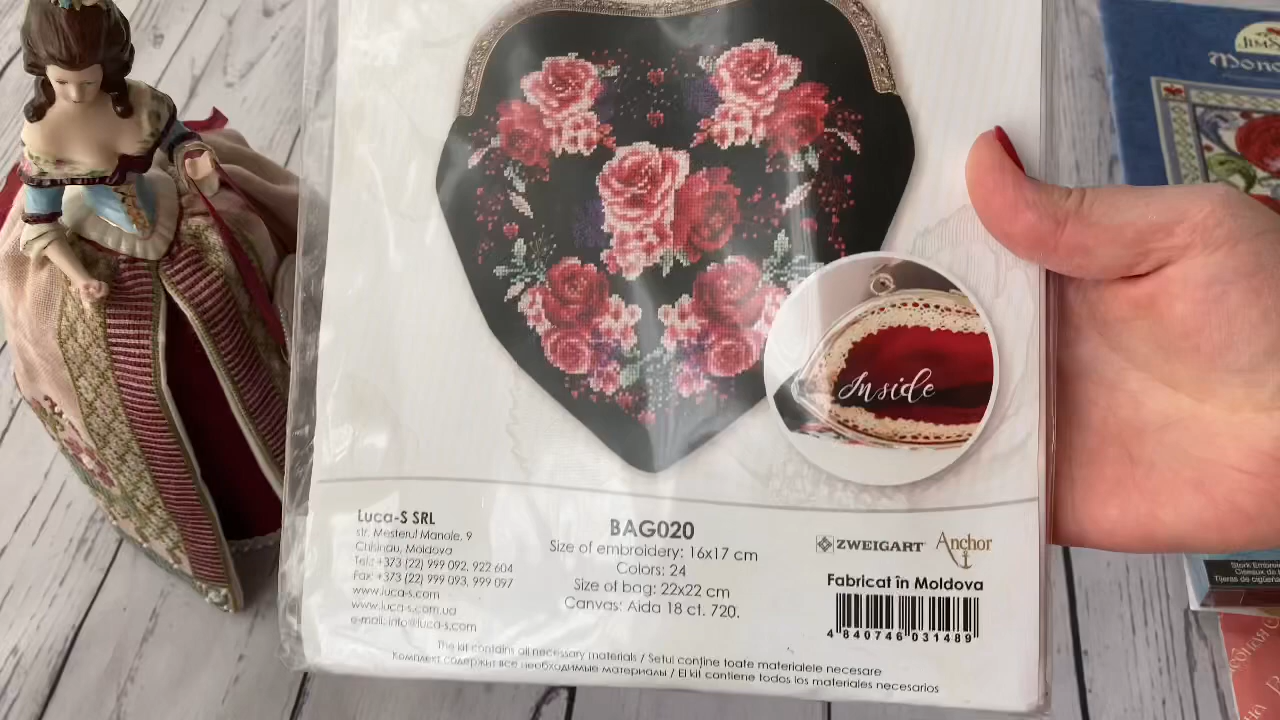 Inside
Luca-S SRL
str. Mesterul Manole, 9
Chisinau, Moldova
Tel.: +373 (22) 999 092, 922 604
Fax: +373 (22) 999 093, 999 097
www.luca-s.com
www.luca-s.com.ua
e-mail: info@luca-s.com
BAG020
Size of embroidery: 16x17 cm
Colors: 24
Size of bag: 22x22 cm
Canvas: Aida 18 ct. 720.
ZWEIGART Anchor
Fabricat în Moldova
4 840746 031489
The kit contains all necessary materials / Setul conține toate materialele necesare
Комплект содержит все необходимые материалы / El kit contiene todos los materiales necesarios
Stork Embroi